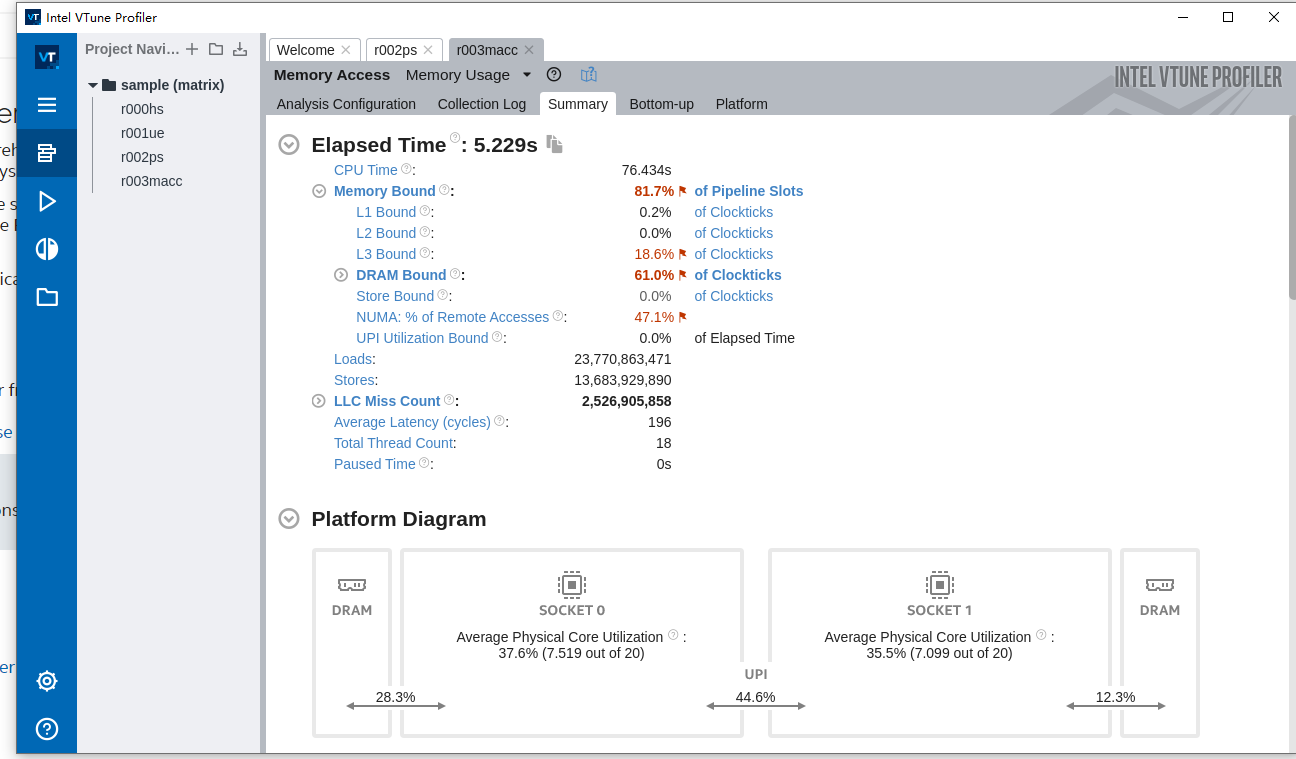 Intel VTune Profiler
Project Navi...
sample (matrix)
r000hs
r001ue
r002ps
r003macc
Welcome
r002ps
r003macc
Memory Access Memory Usage
INTEL VTUNE PROFILER
Analysis Configuration Collection Log Summary Bottom-up Platform
Elapsed Time: 5.229s
CPU Time: 76.434s
Memory Bound: 81.7% of Pipeline Slots
L1 Bound: 0.2% of Clockticks
L2 Bound: 0.0% of Clockticks
L3 Bound: 18.6% of Clockticks
DRAM Bound: 61.0% of Clockticks
Store Bound: 0.0% of Clockticks
NUMA: % of Remote Accesses: 47.1%
UPI Utilization Bound: 0.0% of Elapsed Time
Loads: 23,770,863,471
Stores: 13,683,929,890
LLC Miss Count: 2,526,905,858
Average Latency (cycles): 196
Total Thread Count: 18
Paused Time: 0s
Platform Diagram
DRAM
SOCKET 0
Average Physical Core Utilization :
37.6% (7.519 out of 20)
SOCKET 1
Average Physical Core Utilization :
35.5% (7.099 out of 20)
DRAM
UPI
28.3%
44.6%
12.3%